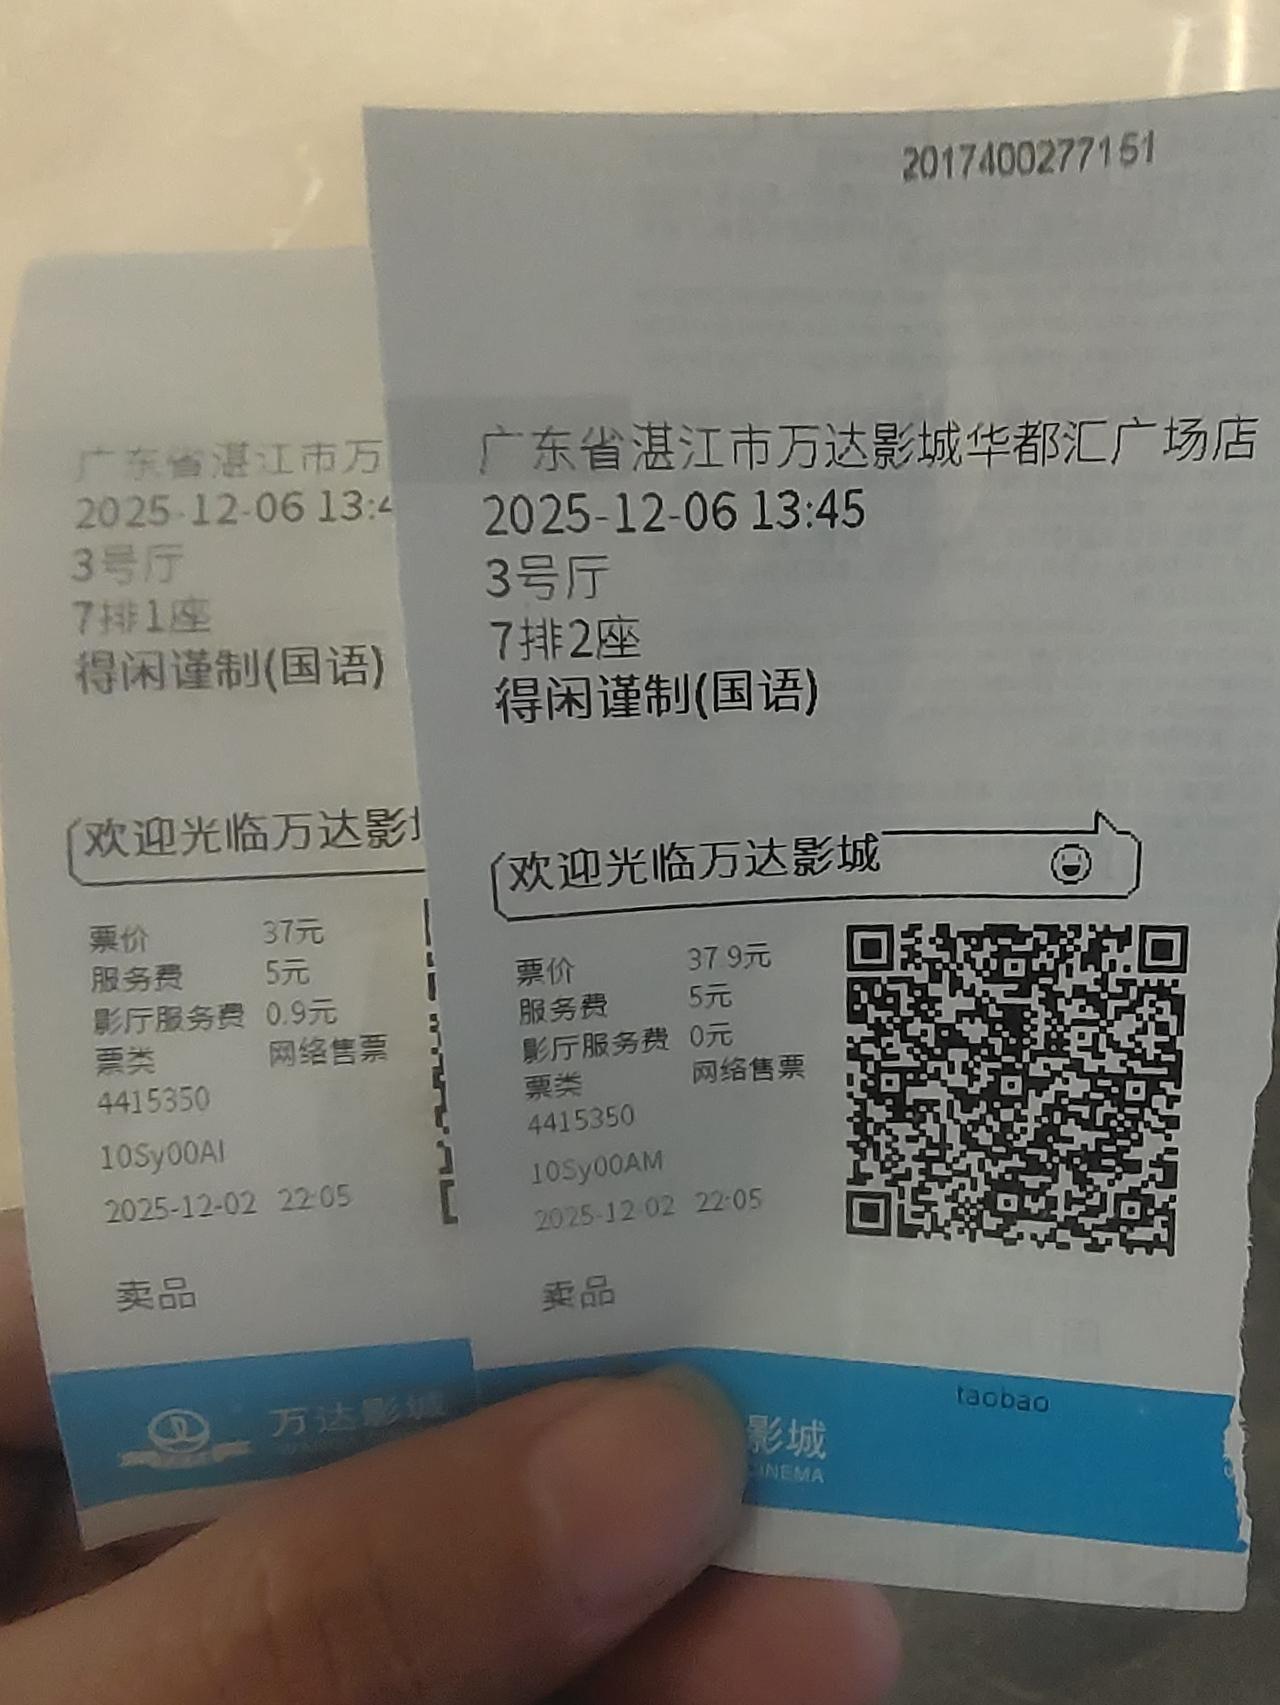 2017400277151
广东省湛江市万达影城华都汇广场店
2025-12-06 13:45
3号厅
7排2座
得闲谨制(国语)
欢迎光临万达影城
票价 37.9元
服务费 5元
影厅服务费 0元
票类 网络售票
4415350
10Sy00AM
2025-12-02 22:05
卖品
taobao
影城
CINEMA
广东省湛江市万
2025-12-06 13:4
3号厅
7排1座
得闲谨制(国语)
欢迎光临万达影
票价 37元
服务费 5元
影厅服务费 0.9元
票类 网络售票
4415350
10Sy00AI
2025-12-02 22:05
卖品
万达影城